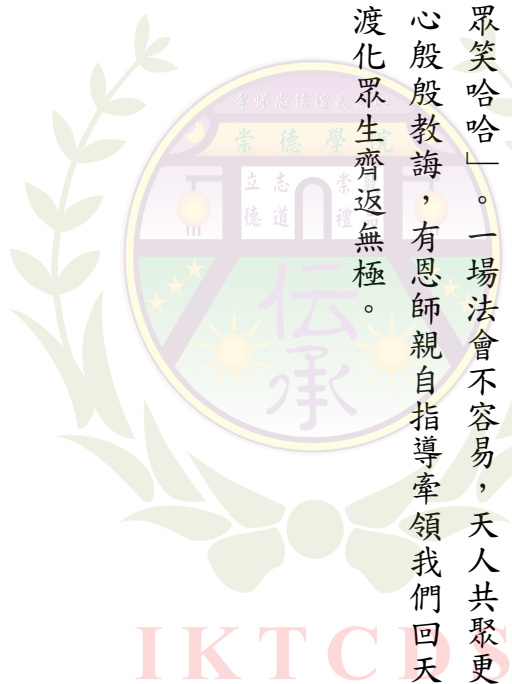 眾笑哈哈」。一場法會不容易，天人共聚更
心殷殷教誨，有恩師親自指導牽領我們回天
渡化眾生齊返無極。
崇德學院
立德
志道
崇禮
伝承
IKTCDS